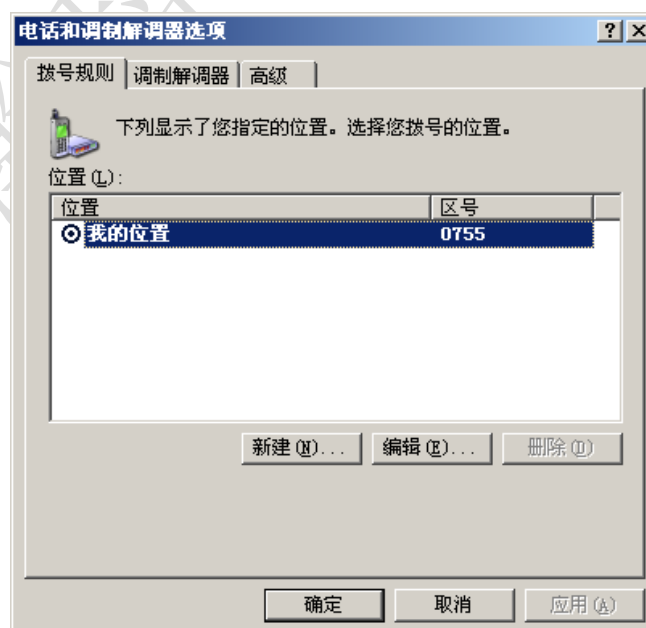 电话和调制解调器选项
拨号规则 调制解调器 高级
下列显示了您指定的位置。选择您拨号的位置。
位置(L):
位置 区号
我的位置 0755
新建(N)... 编辑(E)... 删除(D)
确定 取消 应用(A)